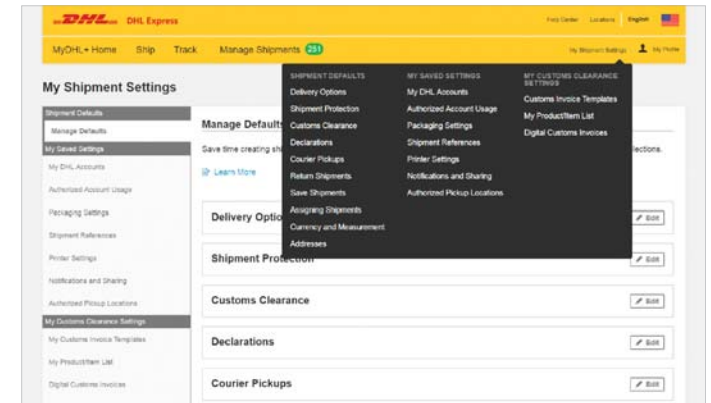 DHL DHL Express
Help Center Locations English
MyDHL+ Home Ship Track Manage Shipments 251
My Shipment Settings My Profile
My Shipment Settings
SHIPMENT DEFAULTS
Delivery Options
Shipment Protection
Customs Clearance
Declarations
Courier Pickups
Return Shipments
Save Shipments
Assigning Shipments
Currency and Measurement
Addresses
MY SAVED SETTINGS
My DHL Accounts
Authorized Account Usage
Packaging Settings
Shipment References
Printer Settings
Notifications and Sharing
Authorized Pickup Locations
MY CUSTOMS CLEARANCE
SETTINGS
Customs Invoice Templates
My Product/Item List
Digital Customs Invoices
Shipment Defaults
Manage Defaults
My Saved Settings
My DHL Accounts
Authorized Account Usage
Packaging Settings
Shipment References
Printer Settings
Notifications and Sharing
Authorized Pickup Locations
My Customs Clearance Settings
My Customs Invoice Templates
My Product/Item List
Digital Customs Invoices
Manage Defaults
Save time creating
lections.
Learn More
Delivery Optio
Edit
Shipment Protection
Edit
Customs Clearance
Edit
Declarations
Edit
Courier Pickups
Edit